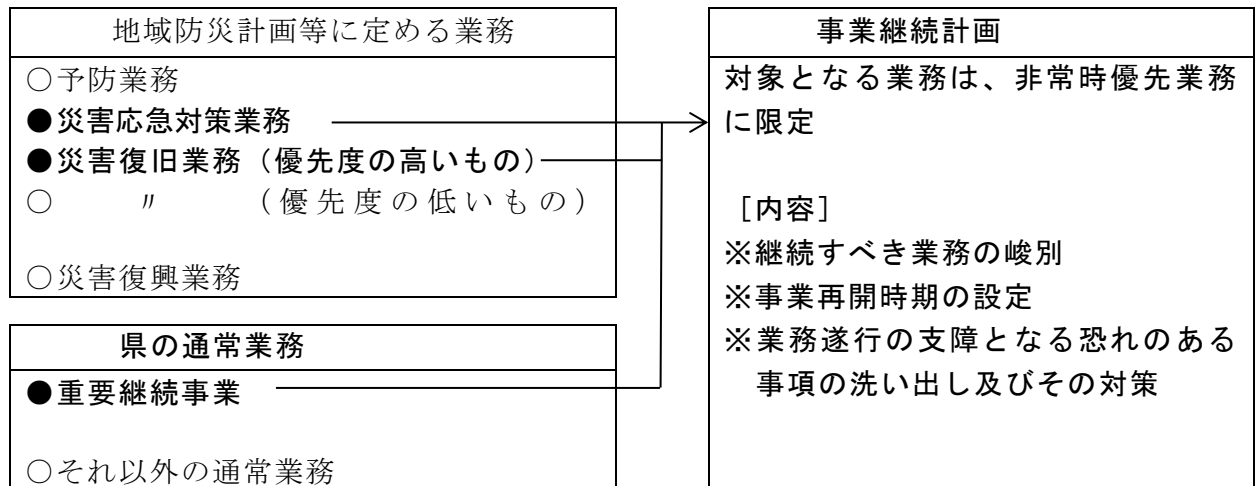 地域防災計画等に定める業務
○予防業務
●災害応急対策業務
●災害復旧業務（優先度の高いもの）
○　　〃　　（優先度の低いもの）
○災害復興業務
県の通常業務
●重要継続事業
○それ以外の通常業務
事業継続計画
対象となる業務は、非常時優先業務
に限定
［内容］
※継続すべき業務の峻別
※事業再開時期の設定
※業務遂行の支障となる恐れのある
事項の洗い出し及びその対策